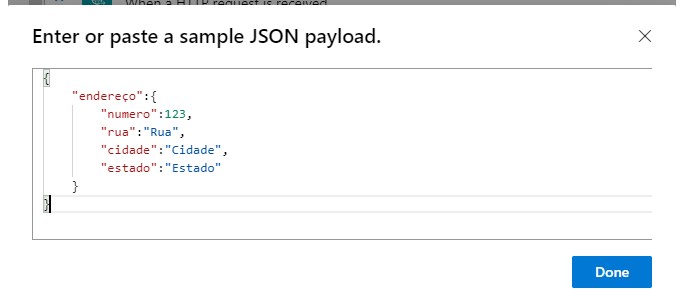 When a HTTP request is received
Enter or paste a sample JSON payload.
{
"endereço":{
"numero":123,
"rua":"Rua",
"cidade":"Cidade",
"estado":"Estado"
}
}
Done